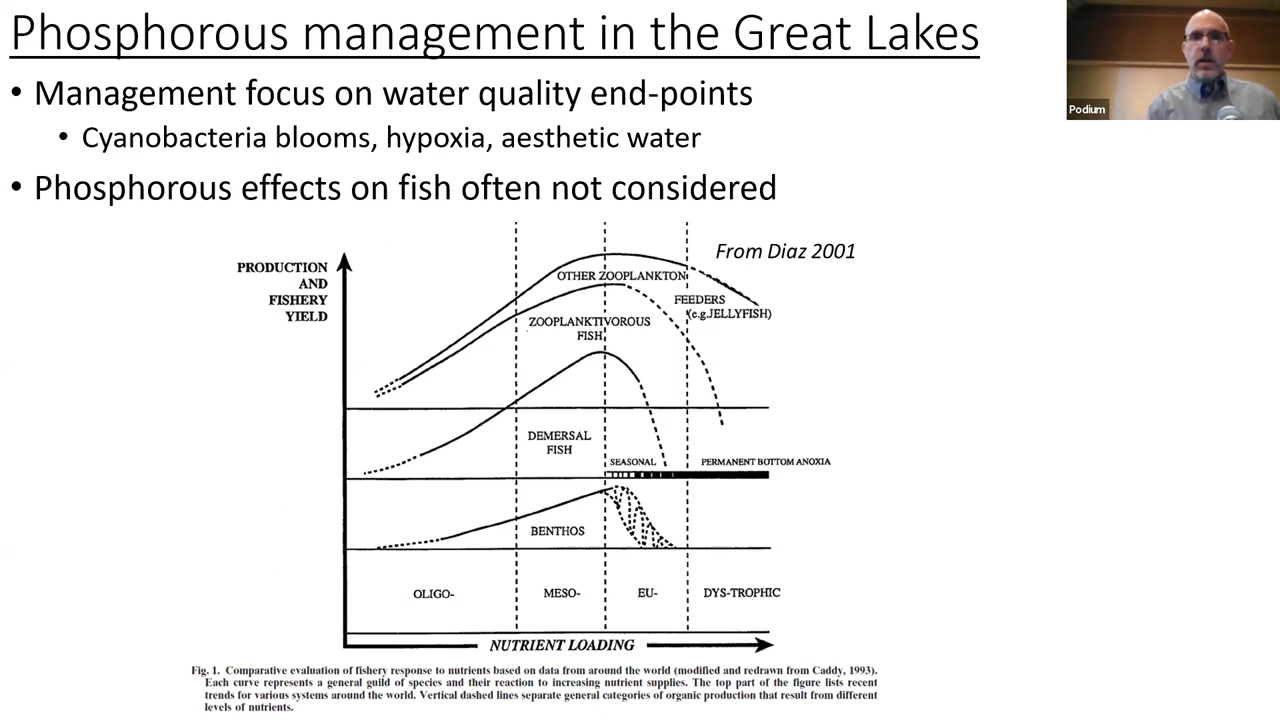 Phosphorous management in the Great Lakes
• Management focus on water quality end-points
• Cyanobacteria blooms, hypoxia, aesthetic water
• Phosphorous effects on fish often not considered
Podium
From Diaz 2001
PRODUCTION
AND
FISHERY
YIELD
OTHER ZOOPLANKTON
FEEDERS
(e.g.JELLYFISH)
ZOOPLANKTIVOROUS
FISH
DEMERSAL
FISH
SEASONAL
PERMANENT BOTTOM ANOXIA
BENTHOS
OLIGO-
MESO-
EU-
DYS-TROPHIC
NUTRIENT LOADING
Fig. 1. Comparative evaluation of fishery response to nutrients based on data from around the world (modified and redrawn from Caddy, 1993).
Each curve represents a general guild of species and their reaction to increasing nutrient supplies. The top part of the figure lists recent
trends for various systems around the world. Vertical dashed lines separate general categories of organic production that result from different
levels of nutrients.